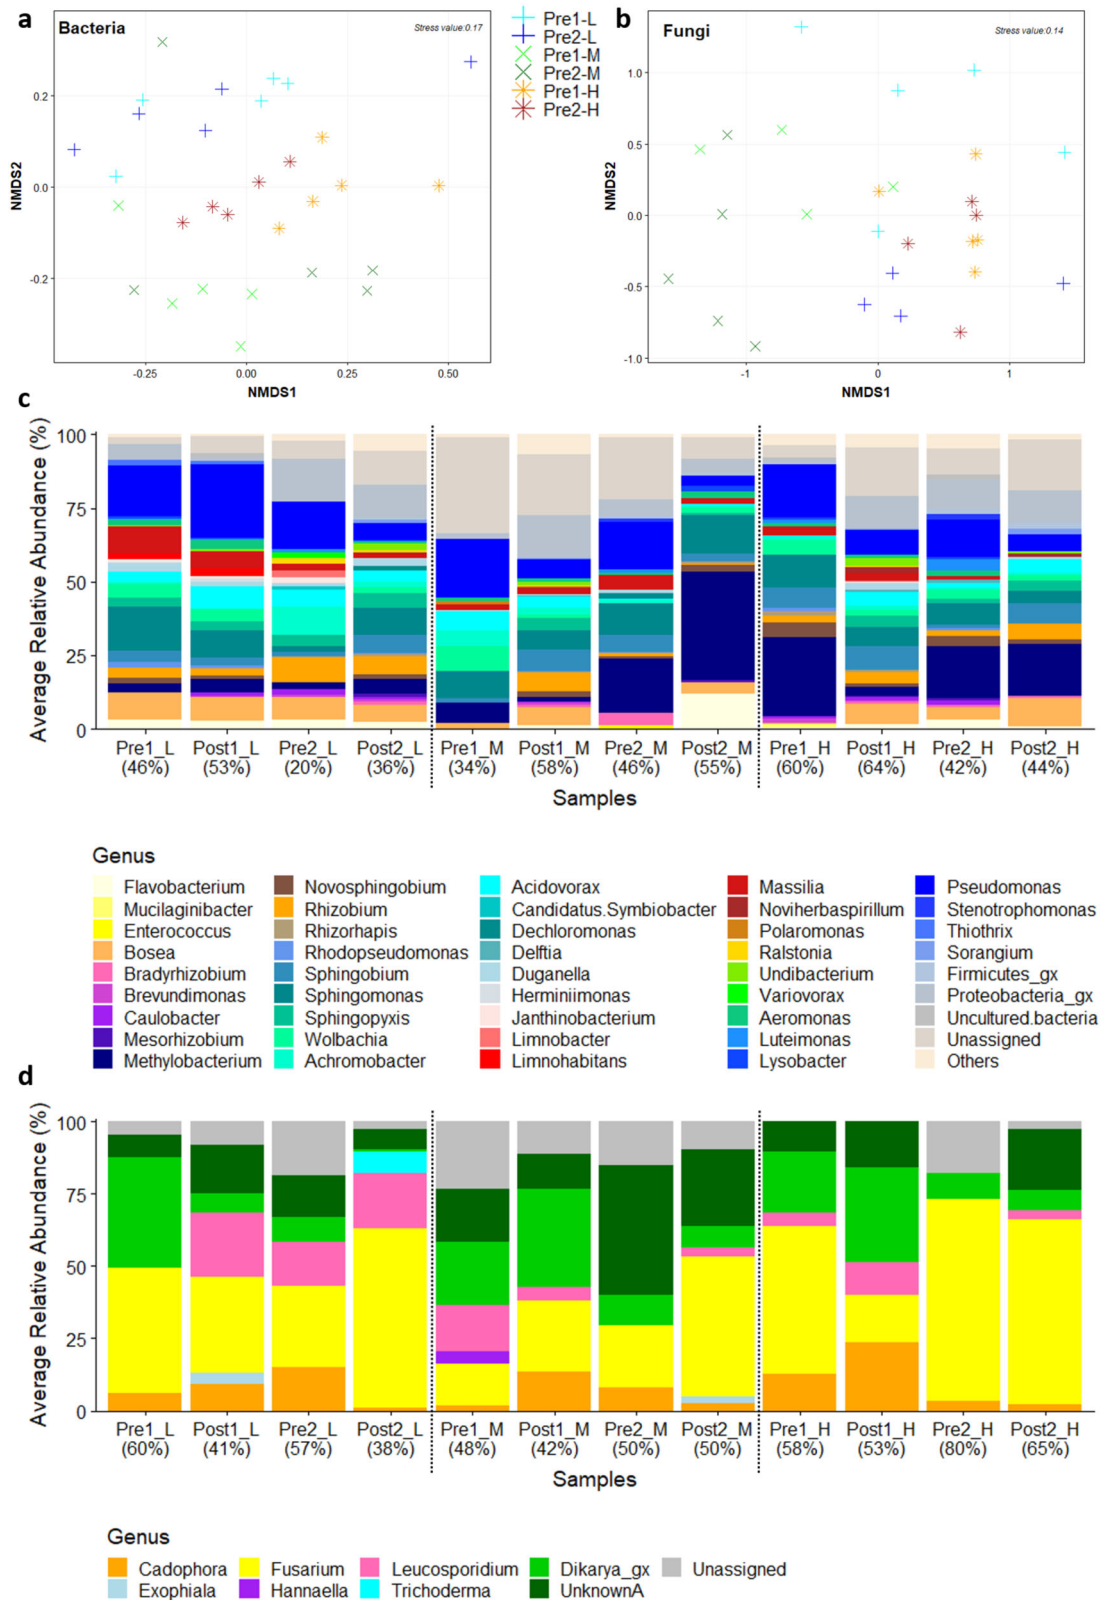 a
Bacteria
Stress value:0.17
NMDS2
0.2
0.0
-0.2
-0.25
0.00
0.25
0.50
NMDS1
Pre1-L
Pre2-L
Pre1-M
Pre2-M
Pre1-H
Pre2-H
b
Fungi
Stress value:0.14
NMDS2
1.0
0.5
0.0
-0.5
-1.0
-1
0
1
NMDS1
c
Average Relative Abundance (%)
100
75
50
25
0
Pre1_L Post1_L Pre2_L Post2_L Pre1_M Post1_M Pre2_M Post2_M Pre1_H Post1_H Pre2_H Post2_H
(46%) (53%) (20%) (36%) (34%) (58%) (46%) (55%) (60%) (64%) (42%) (44%)
Samples
Genus
Flavobacterium Novosphingobium Acidovorax Massilia Pseudomonas
Mucilaginibacter Rhizobium Candidatus.Symbiobacter Noviherbaspirillum Stenotrophomonas
Enterococcus Rhizorhapis Dechloromonas Polaromonas Thiothrix
Bosea Rhodopseudomonas Delftia Ralstonia Sorangium
Bradyrhizobium Sphingobium Duganella Undibacterium Firmicutes_gx
Brevundimonas Sphingomonas Herminiimonas Variovorax Proteobacteria_gx
Caulobacter Sphingopyxis Janthinobacterium Aeromonas Uncultured.bacteria
Mesorhizobium Wolbachia Limnobacter Luteimonas Unassigned
Methylobacterium Achromobacter Limnohabitans Lysobacter Others
d
Average Relative Abundance (%)
100
75
50
25
0
Pre1_L Post1_L Pre2_L Post2_L Pre1_M Post1_M Pre2_M Post2_M Pre1_H Post1_H Pre2_H Post2_H
(60%) (41%) (57%) (38%) (48%) (42%) (50%) (50%) (58%) (53%) (80%) (65%)
Samples
Genus
Cadophora Fusarium Leucosporidium Dikarya_gx Unassigned
Exophiala Hannaella Trichoderma UnknownA